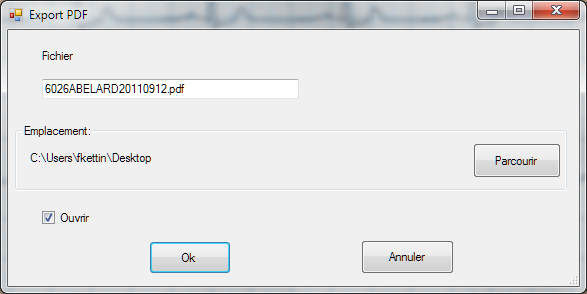 Export PDF
Fichier
6026ABELARD20110912.pdf
Emplacement:
C:\Users\fkettin\Desktop
Parcourir
Ouvrir
Ok
Annuler